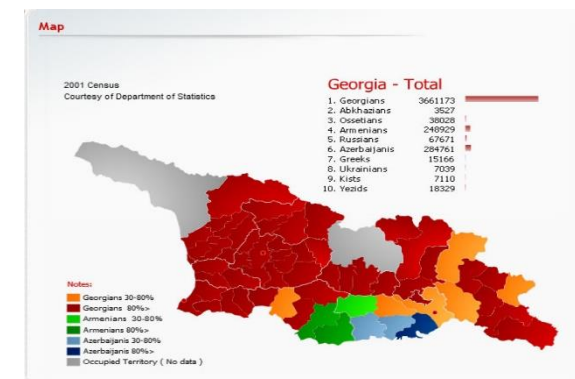 Map
2001 Census
Courtesy of Department of Statistics
Georgia - Total
1. Georgians 3661173
2. Abkhazians 3527
3. Ossetians 38028
4. Armenians 248929
5. Russians 67671
6. Azerbaijanis 284761
7. Greeks 15166
8. Ukrainians 7039
9. Kists 7110
10. Yezids 18329
Notes:
Georgians 30-80%
Georgians 80%>
Armenians 30-80%
Armenians 80%>
Azerbaijanis 30-80%
Azerbaijanis 80%>
Occupied Territory ( No data )